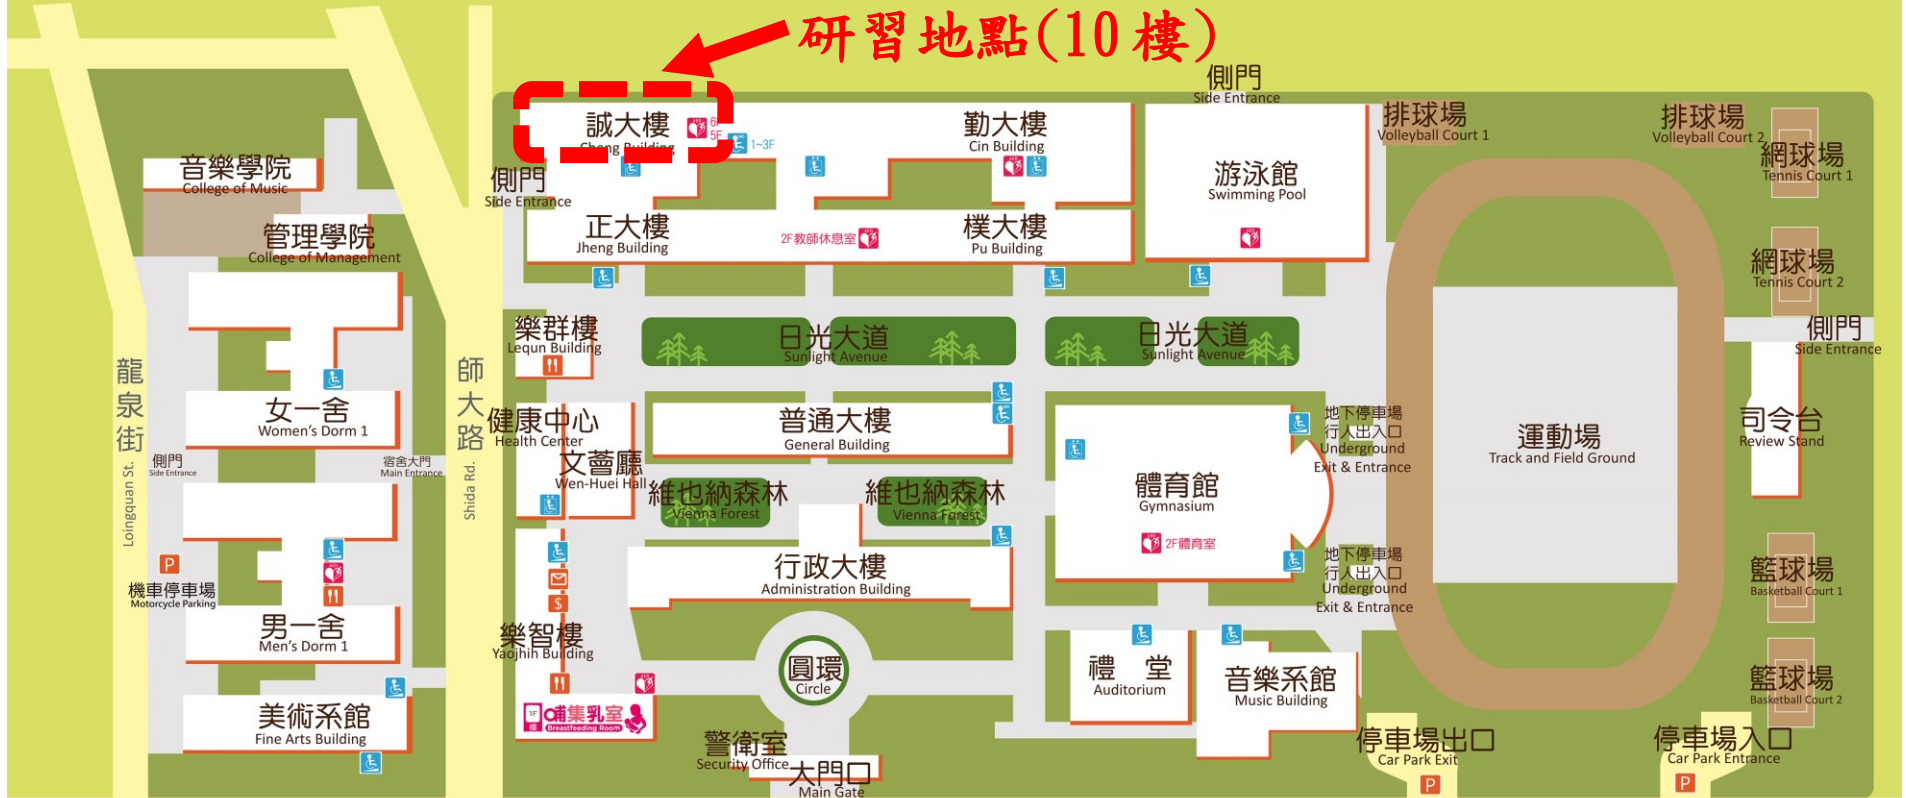 研習地點(10樓)
側門
Side Entrance
誠大樓
Cheng Building
6F
5F
1~3F
勤大樓
Cin Building
游泳館
Swimming Pool
排球場
Volleyball Court 1
排球場
Volleyball Court 2
網球場
Tennis Court 1
音樂學院
College of Music
側門
Side Entrance
正大樓
Jheng Building
2F教師休息室
樸大樓
Pu Building
管理學院
College of Management
網球場
Tennis Court 2
樂群樓
Lequn Building
日光大道
Sunlight Avenue
日光大道
Sunlight Avenue
側門
Side Entrance
龍泉街
Loingquan St.
師大路
Shida Rd.
女一舍
Women's Dorm 1
健康中心
Health Center
普通大樓
General Building
地下停車場
行人出入口
Underground
Exit & Entrance
運動場
Track and Field Ground
司令台
Review Stand
側門
Side Entrance
宿舍大門
Main Entrance
文薈廳
Wen-Huei Hall
維也納森林
Vienna Forest
維也納森林
Vienna Forest
體育館
Gymnasium
2F體育室
P
機車停車場
Motorcycle Parking
行政大樓
Administration Building
地下停車場
行人出入口
Underground
Exit & Entrance
籃球場
Basketball Court 1
$
男一舍
Men's Dorm 1
樂智樓
Yaojhih Building
圓環
Circle
禮 堂
Auditorium
音樂系館
Music Building
籃球場
Basketball Court 2
美術系館
Fine Arts Building
1F
哺集乳室
Breastfeeding Room
警衛室
Security Office
大門口
Main Gate
停車場出口
Car Park Exit
P
停車場入口
Car Park Entrance
P